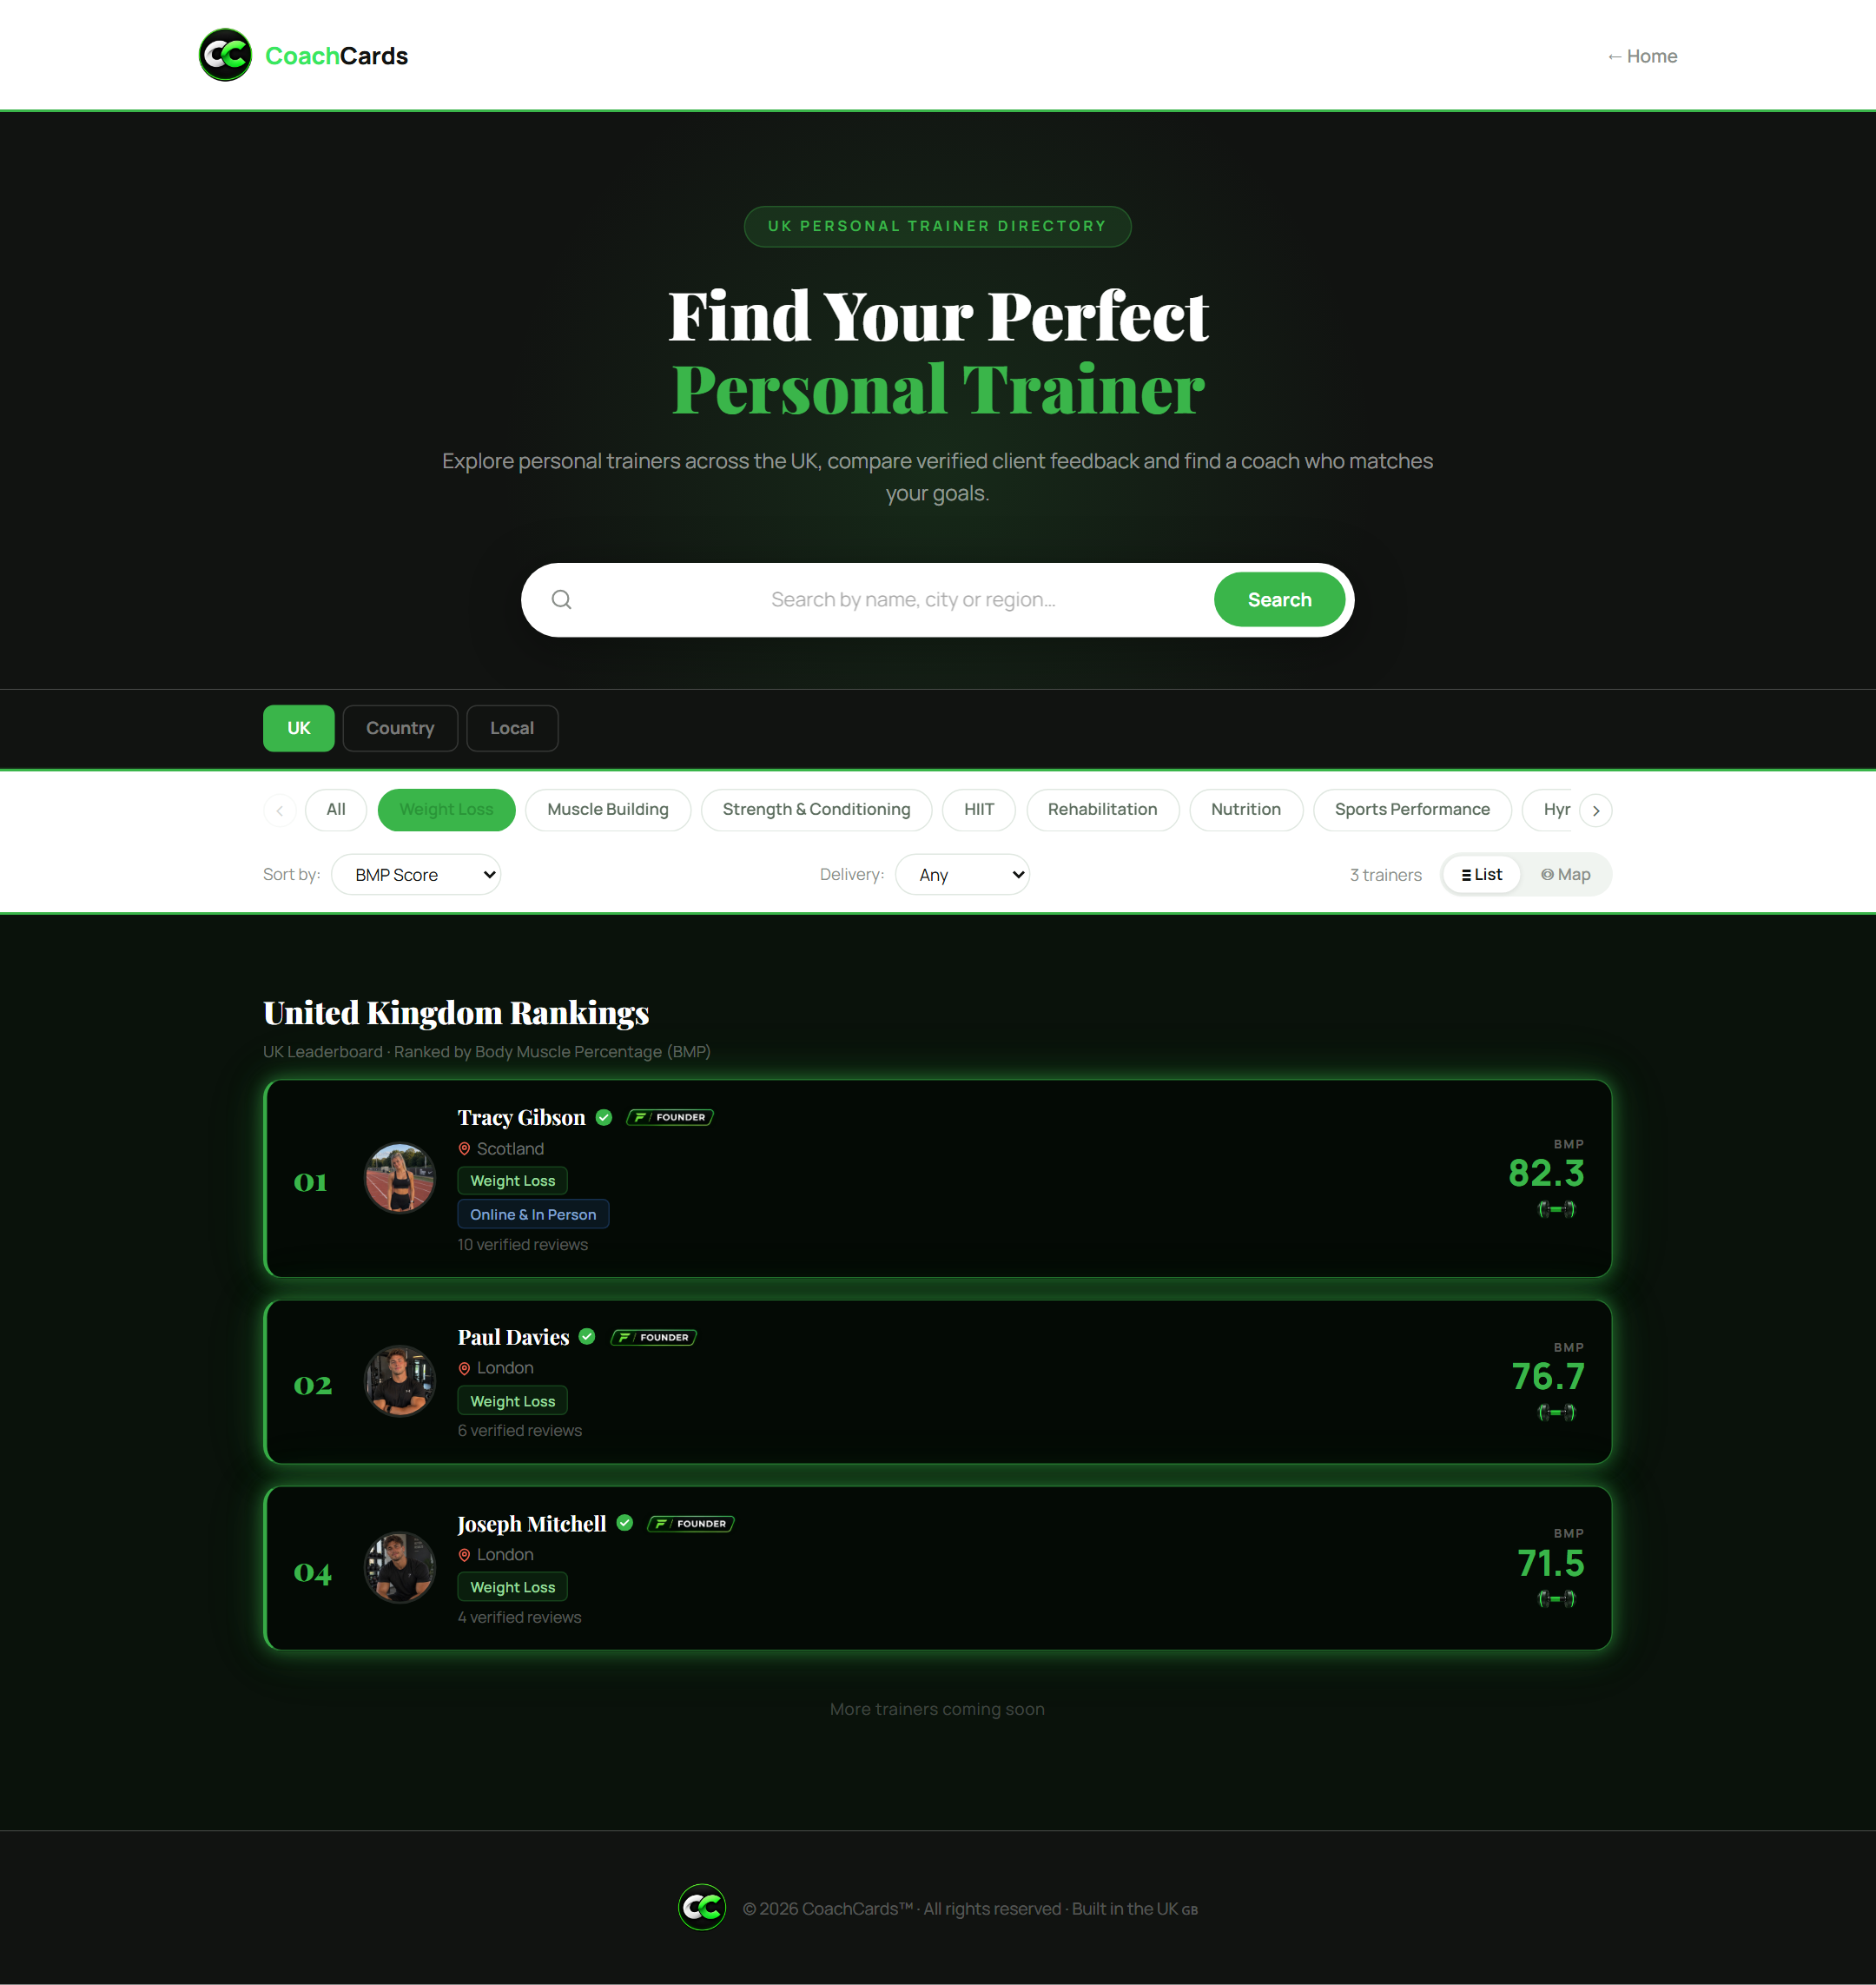 CoachCards
← Home
UK PERSONAL TRAINER DIRECTORY
Find Your Perfect
Personal Trainer
Explore personal trainers across the UK, compare verified client feedback and find a coach who matches
your goals.
Search by name, city or region...
Search
UK
Country
Local
All
Weight Loss
Muscle Building
Strength & Conditioning
HIIT
Rehabilitation
Nutrition
Sports Performance
Hyr
Sort by:
BMP Score
Delivery:
Any
3 trainers
List
Map
United Kingdom Rankings
UK Leaderboard · Ranked by Body Muscle Percentage (BMP)
01
Tracy Gibson
FOUNDER
Scotland
Weight Loss
Online & In Person
10 verified reviews
BMP
82.3
02
Paul Davies
FOUNDER
London
Weight Loss
6 verified reviews
BMP
76.7
04
Joseph Mitchell
FOUNDER
London
Weight Loss
4 verified reviews
BMP
71.5
More trainers coming soon
© 2026 CoachCards™ · All rights reserved · Built in the UK GB